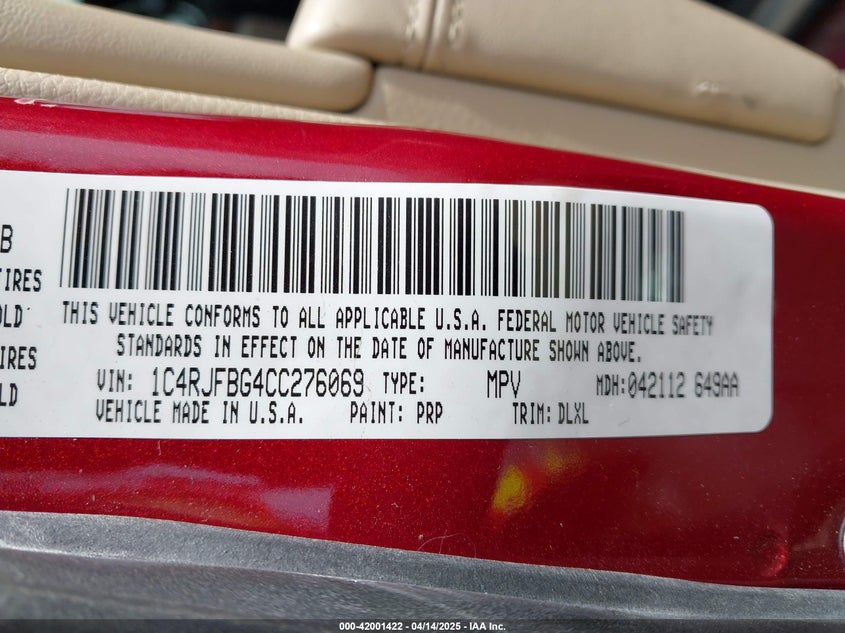 B
TIRES
THIS VEHICLE CONFORMS TO ALL APPLICABLE U.S.A. FEDERAL MOTOR VEHICLE SAFETY
OLD
STANDARDS IN EFFECT ON THE DATE OF MANUFACTURE SHOWN ABOVE.
IRES
VIN: 1C4RJFBG4CC276069 TYPE: MPV MDH:042112 649AA
LD
VEHICLE MADE IN U.S.A. PAINT: PRP TRIM: DLXL
000-42001422 - 04/14/2025 - IAA Inc.